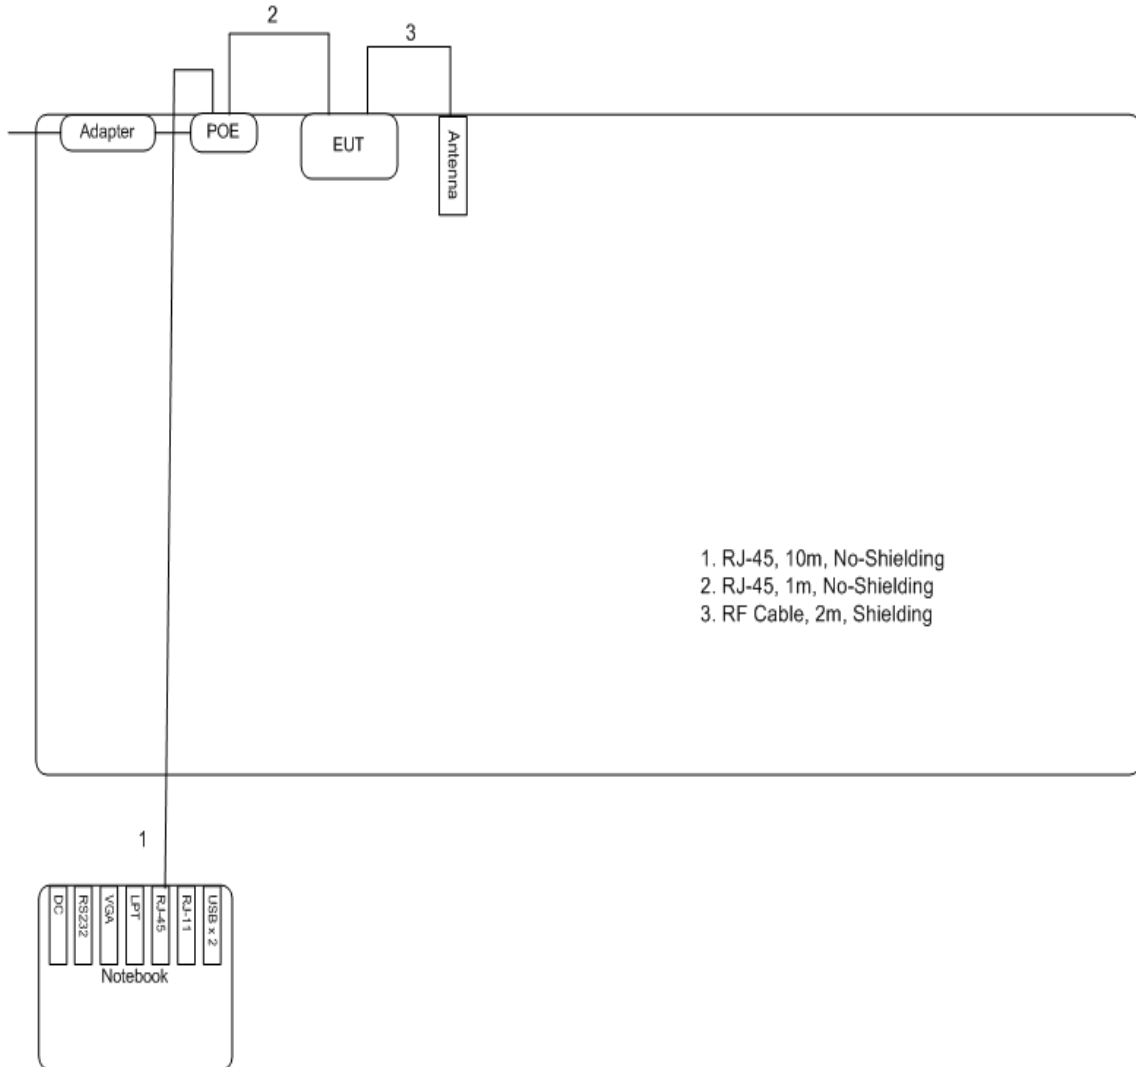 2
3
Adapter
POE
EUT
Antenna
1. RJ-45, 10m, No-Shielding
2. RJ-45, 1m, No-Shielding
3. RF Cable, 2m, Shielding
1
DC
RS232
VGA
LPT
RJ-45
RJ-11
USB x 2
Notebook